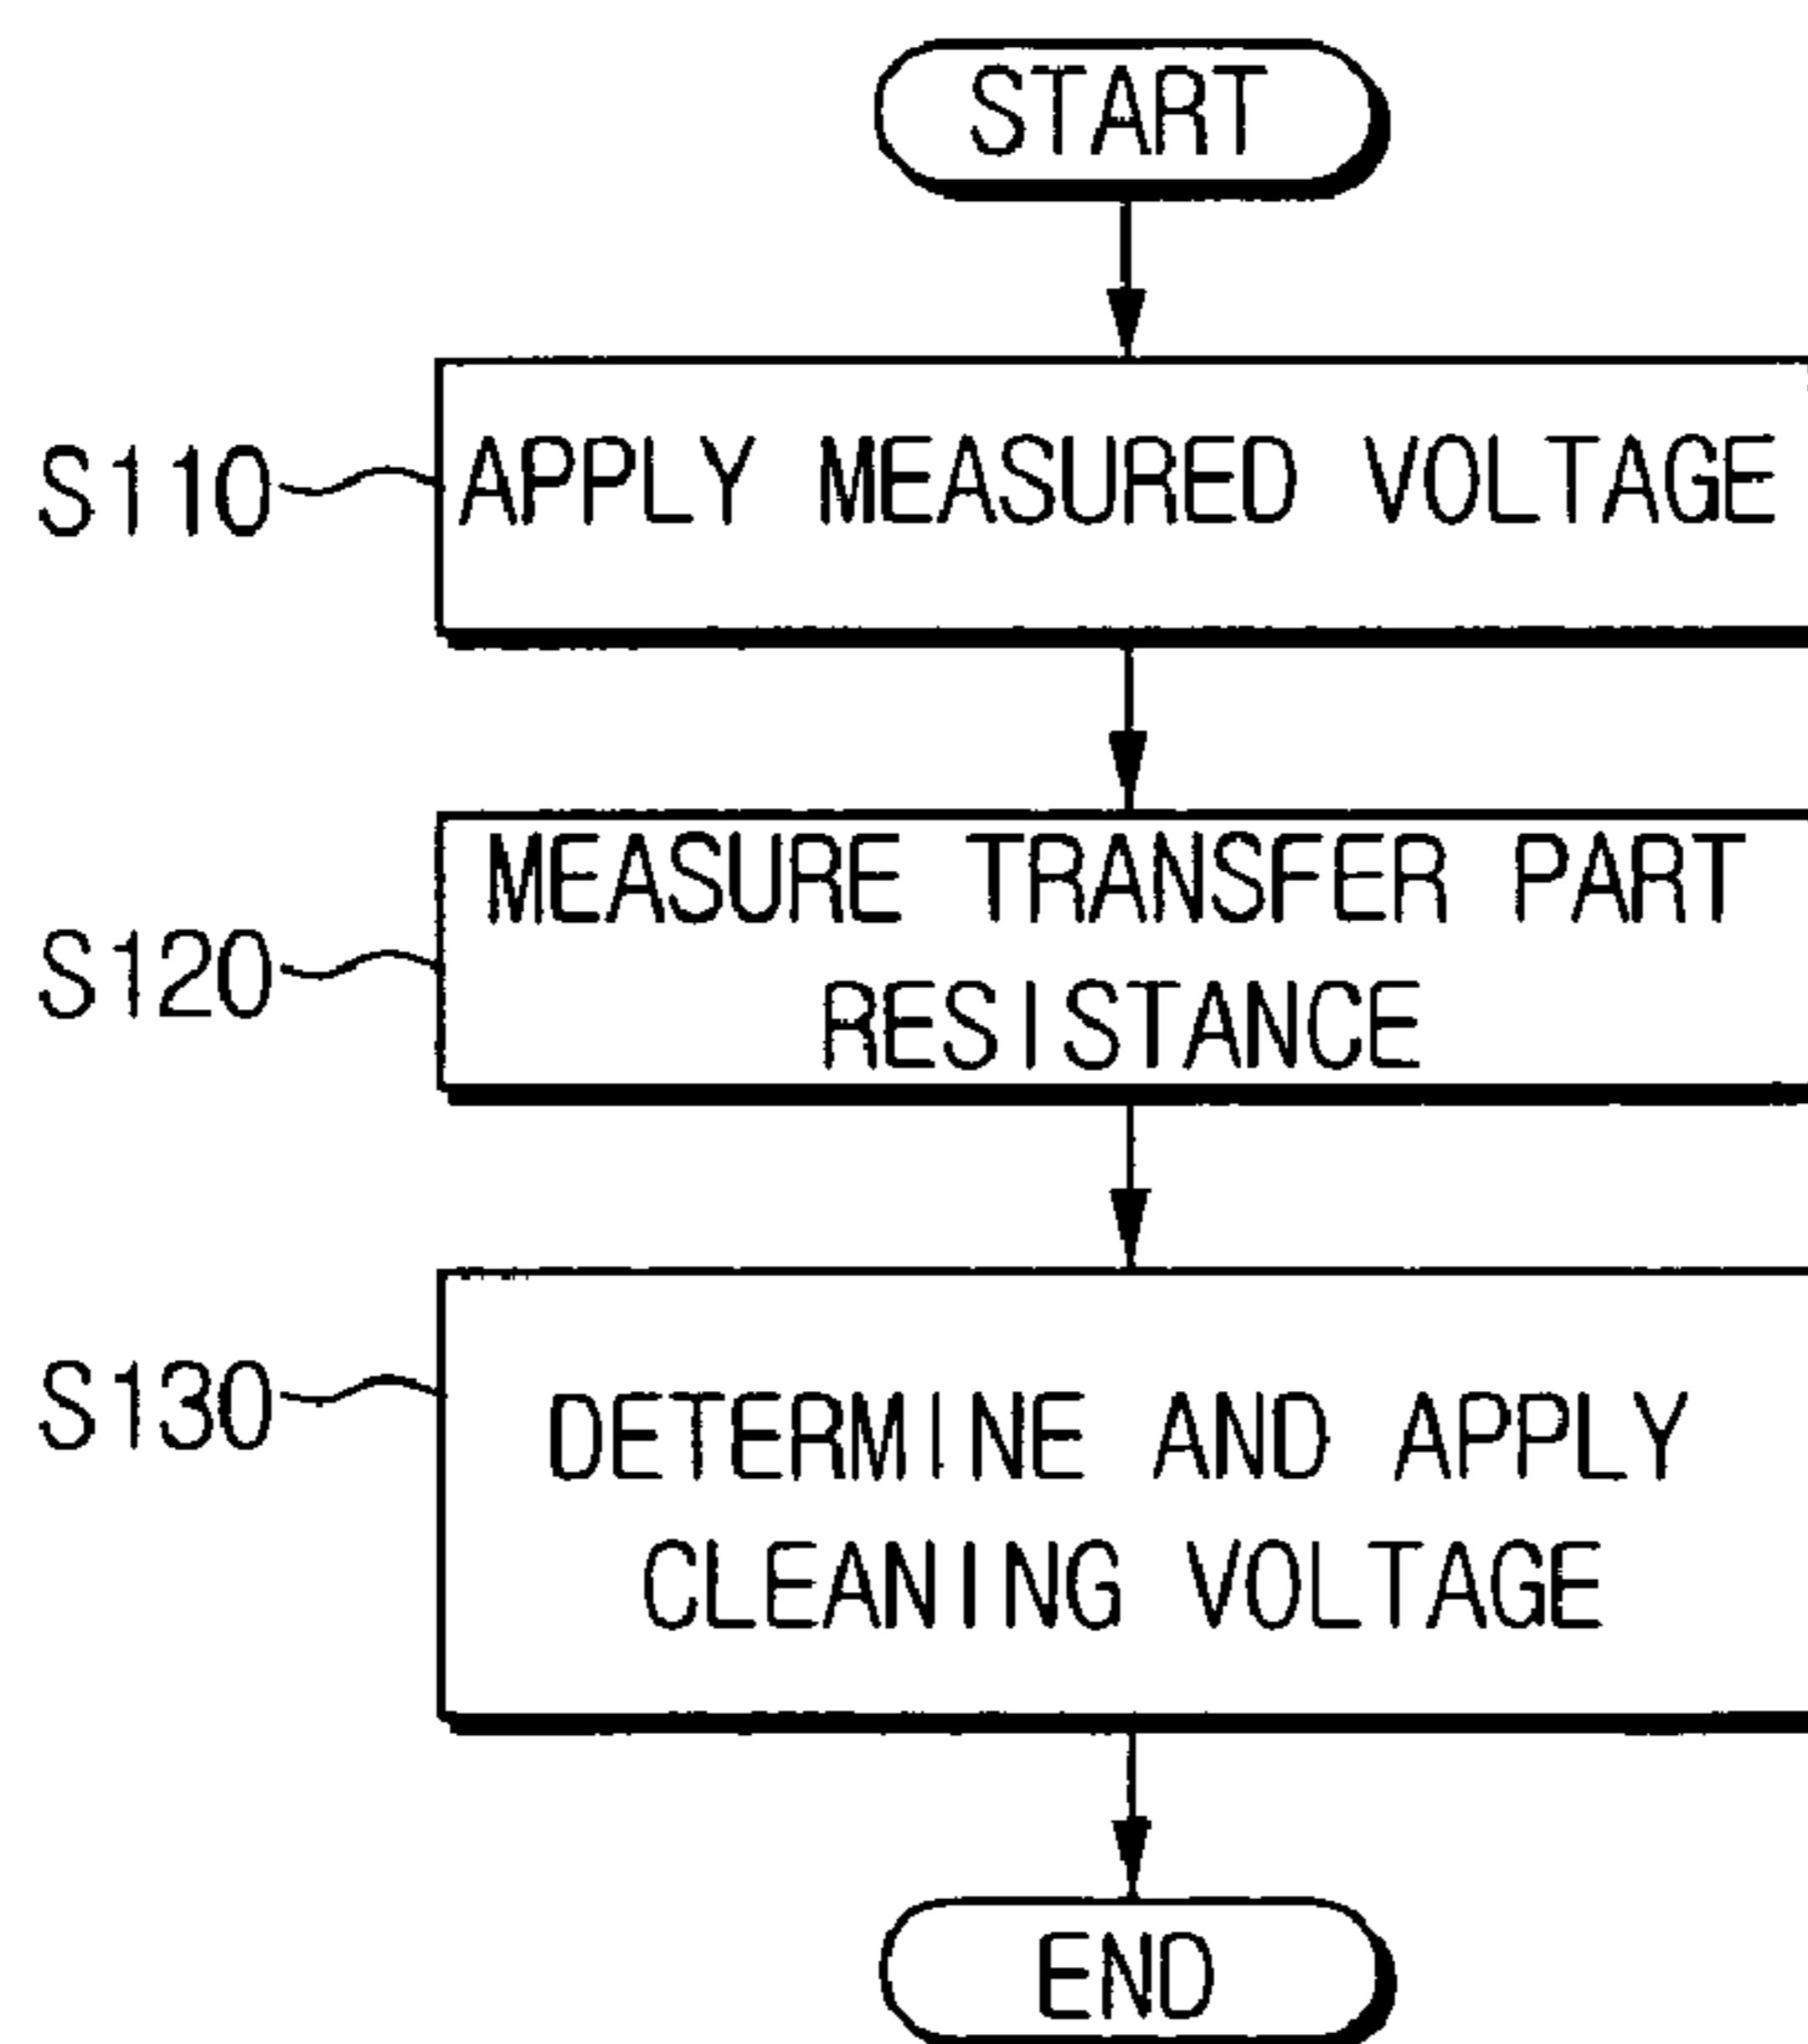 START
S110
APPLY MEASURED VOLTAGE
S120
MEASURE TRANSFER PART
RESISTANCE
S130
DETERMINE AND APPLY
CLEANING VOLTAGE
END